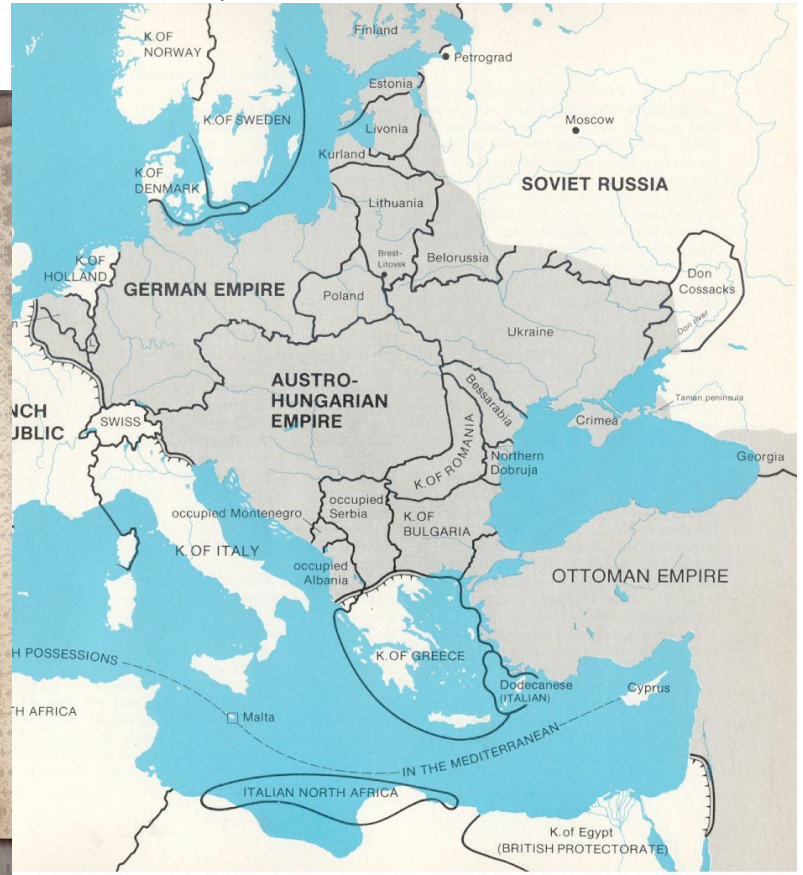 Finland
K.OF
NORWAY
Petrograd
Estonia
K.OF SWEDEN
Livonia
Moscow
Kurland
K.OF
DENMARK
SOVIET RUSSIA
Lithuania
K.OF
HOLLAND
Brest-
Litovsk
Belorussia
Don
Cossacks
GERMAN EMPIRE
Poland
Don river
n
L
Ukraine
AUSTRO-
HUNGARIAN
EMPIRE
Bessarabia
Taman peninsula
NCH
UBLIC
SWISS
Crimea
K.OF ROMANIA
Northern
Dobruja
Georgia
occupied
Serbia
occupied Montenegro
K.OF
BULGARIA
K.OF ITALY
occupied
Albania
OTTOMAN EMPIRE
H POSSESSIONS
K.OF GREECE
Dodecanese
(ITALIAN)
Cyprus
TH AFRICA
Malta
IN THE MEDITERRANEAN
ITALIAN NORTH AFRICA
K.of Egypt
(BRITISH PROTECTORATE)